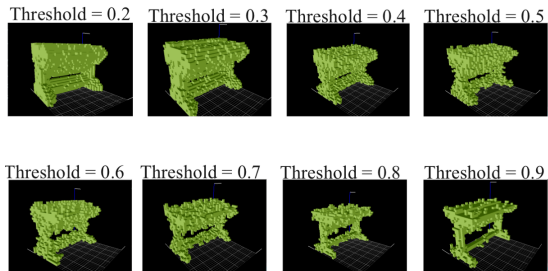 Threshold = 0.2 Threshold = 0.3 Threshold = 0.4 Threshold = 0.5
Threshold = 0.6 Threshold = 0.7 Threshold = 0.8 Threshold = 0.9